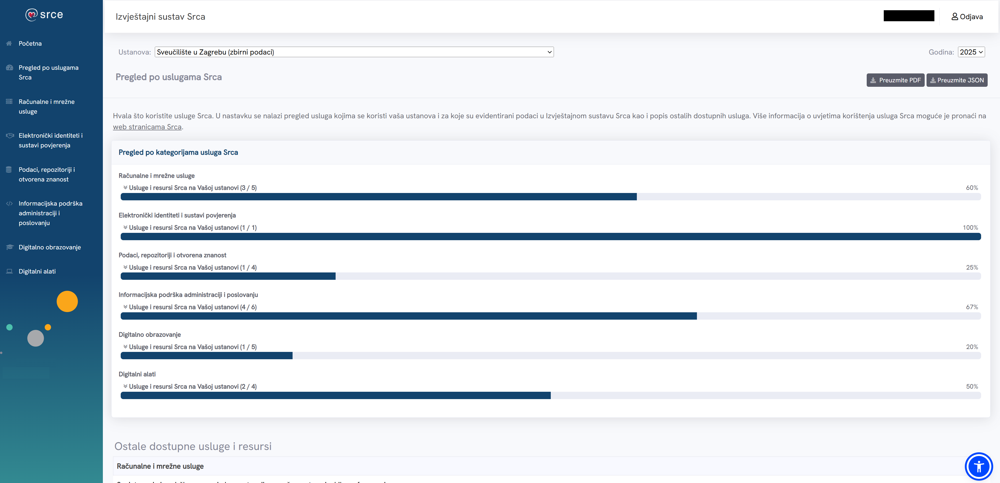 srce
Početna
Pregled po uslugama
Srca
Računalne i mrežne
usluge
Elektronički identiteti i
sustavi povjerenja
Podaci, repozitoriji i
otvorena znanost
Informacijska podrška
administraciji i
poslovanju
Digitalno obrazovanje
Digitalni alati
Izvještajni sustav Srca
Odjava
Ustanova: Sveučilište u Zagrebu (zbirni podaci)
Godina: 2025
Pregled po uslugama Srca
Preuzmite PDF Preuzmite JSON
Hvala što koristite usluge Srca. U nastavku se nalazi pregled usluga kojima se koristi vaša ustanova i za koje su evidentirani podaci u Izvještajnom sustavu Srca kao i popis ostalih dostupnih usluga. Više informacija o uvjetima korištenja usluga Srca moguće je pronaći na
web stranicama Srca.
Pregled po kategorijama usluga Srca
Računalne i mrežne usluge
Usluge i resursi Srca na Vašoj ustanovi (3 / 5) 60%
Elektronički identiteti i sustavi povjerenja
Usluge i resursi Srca na Vašoj ustanovi (1 / 1) 100%
Podaci, repozitoriji i otvorena znanost
Usluge i resursi Srca na Vašoj ustanovi (1 / 4) 25%
Informacijska podrška administraciji i poslovanju
Usluge i resursi Srca na Vašoj ustanovi (4 / 6) 67%
Digitalno obrazovanje
Usluge i resursi Srca na Vašoj ustanovi (1 / 5) 20%
Digitalni alati
Usluge i resursi Srca na Vašoj ustanovi (2 / 4) 50%
Ostale dostupne usluge i resursi
Računalne i mrežne usluge